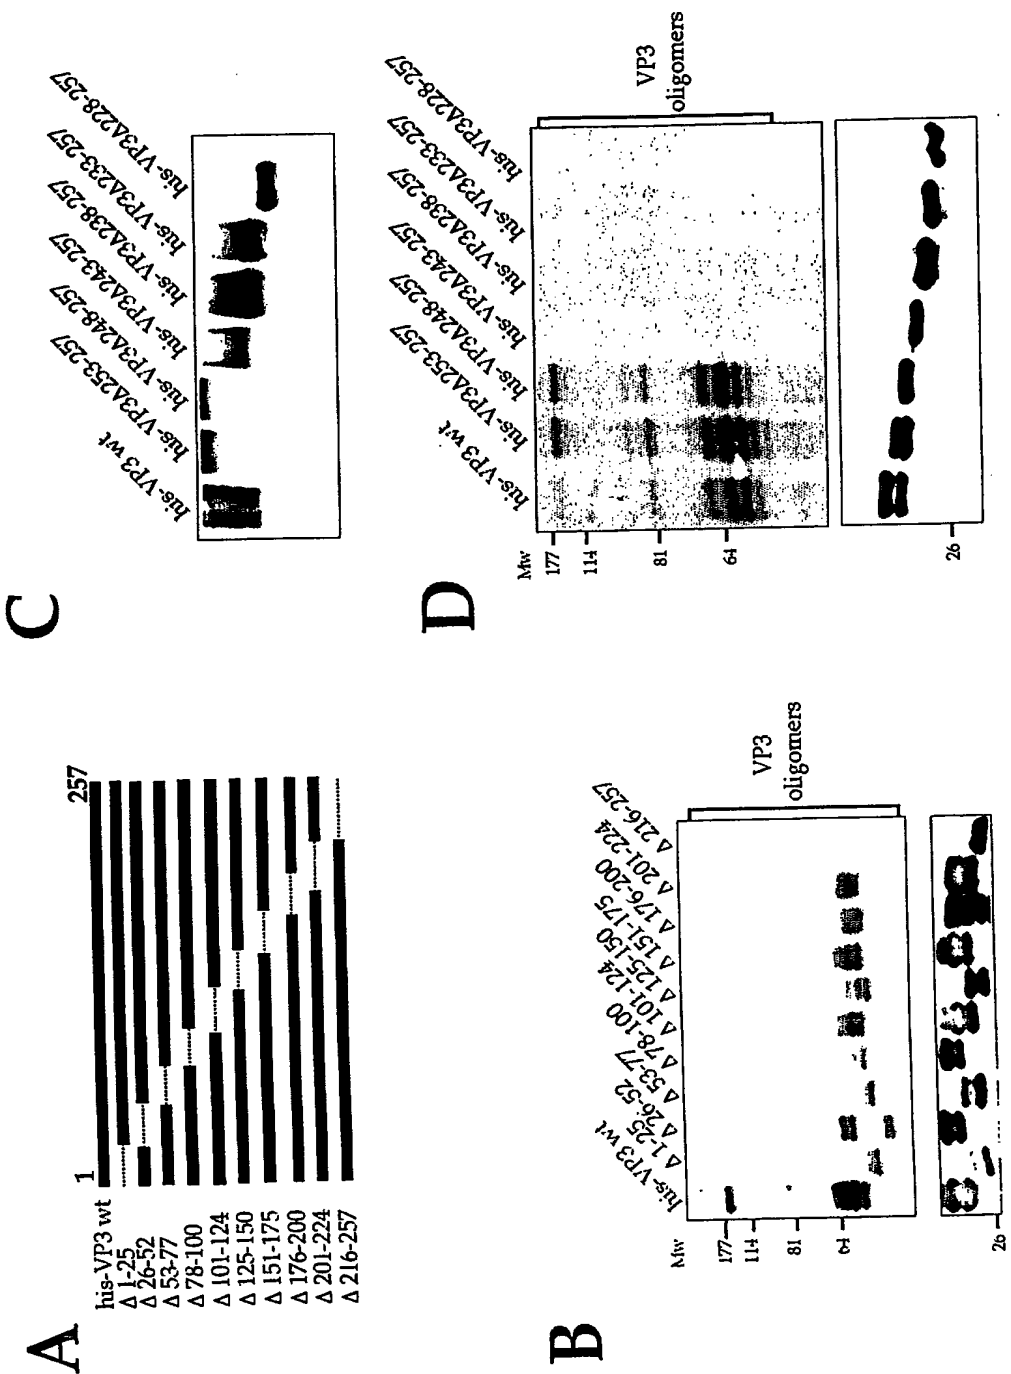 A
1
257
his-VP3 wt
Δ 1-25
Δ 26-52
Δ 53-77
Δ 78-100
Δ 101-124
Δ 125-150
Δ 151-175
Δ 176-200
Δ 201-224
Δ 216-257
B
his-VP3 wt
Δ 1-25
Δ 26-52
Δ 53-77
Δ 78-100
Δ 101-124
Δ 125-150
Δ 151-175
Δ 176-200
Δ 201-224
Δ 216-257
Mw
177
114
81
64
26
VP3
oligomers
C
his-VP3 wt
his-VP3Δ253-257
his-VP3Δ248-257
his-VP3Δ243-257
his-VP3Δ238-257
his-VP3Δ233-257
his-VP3Δ228-257
D
his-VP3 wt
his-VP3Δ253-257
his-VP3Δ248-257
his-VP3Δ243-257
his-VP3Δ238-257
his-VP3Δ233-257
his-VP3Δ228-257
Mw
177
114
81
64
26
VP3
oligomers